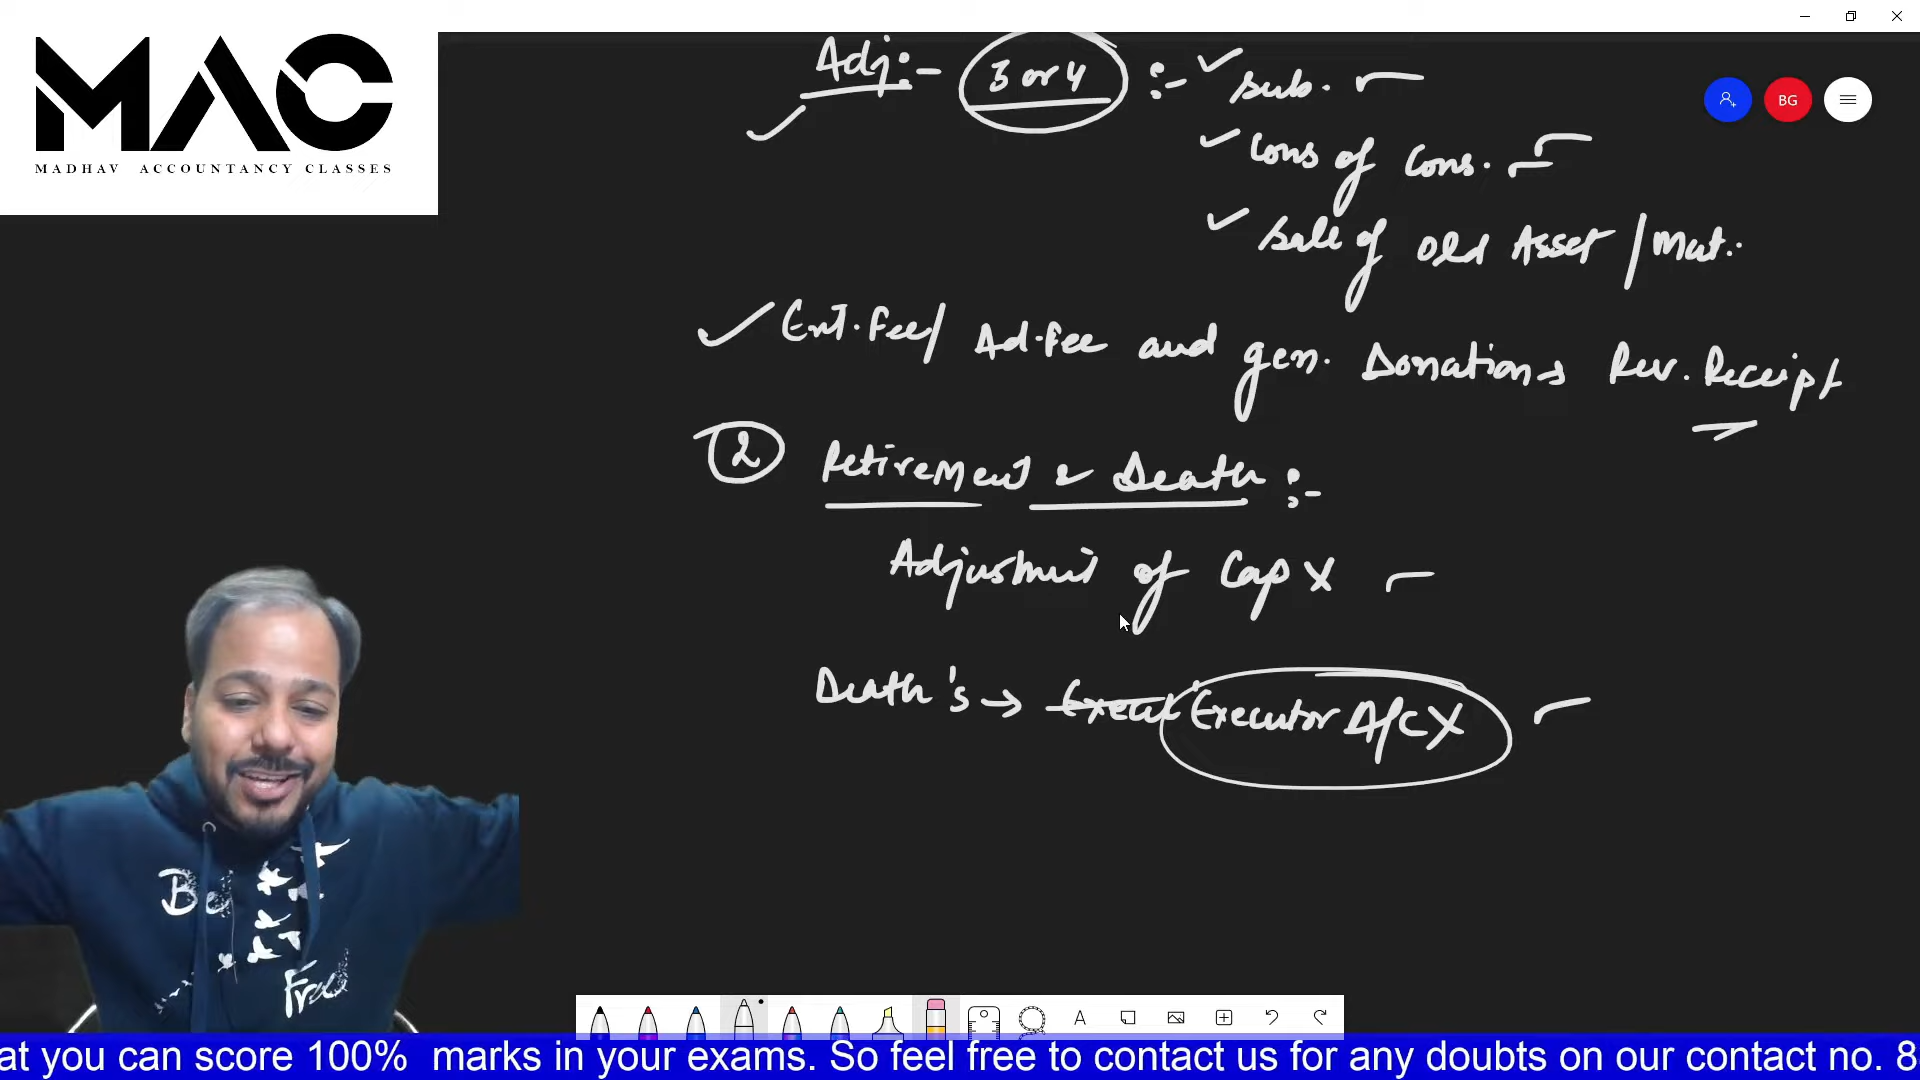 MAC
MADHAV ACCOUNTANCY CLASSES
Adj:- 3 or 4 :- Sub.
Cons of Cons.
Sale of Old Asset / Mat.
BG
Ent. Fee/ Ad. Fee and gen. Donations Rev. Receipt
2 Retirement & Death :-
Adjustment of Cap X
Death's → Execut Executor A/C X
Be
Free
A
at you can score 100% marks in your exams. So feel free to contact us for any doubts on our contact no. 8